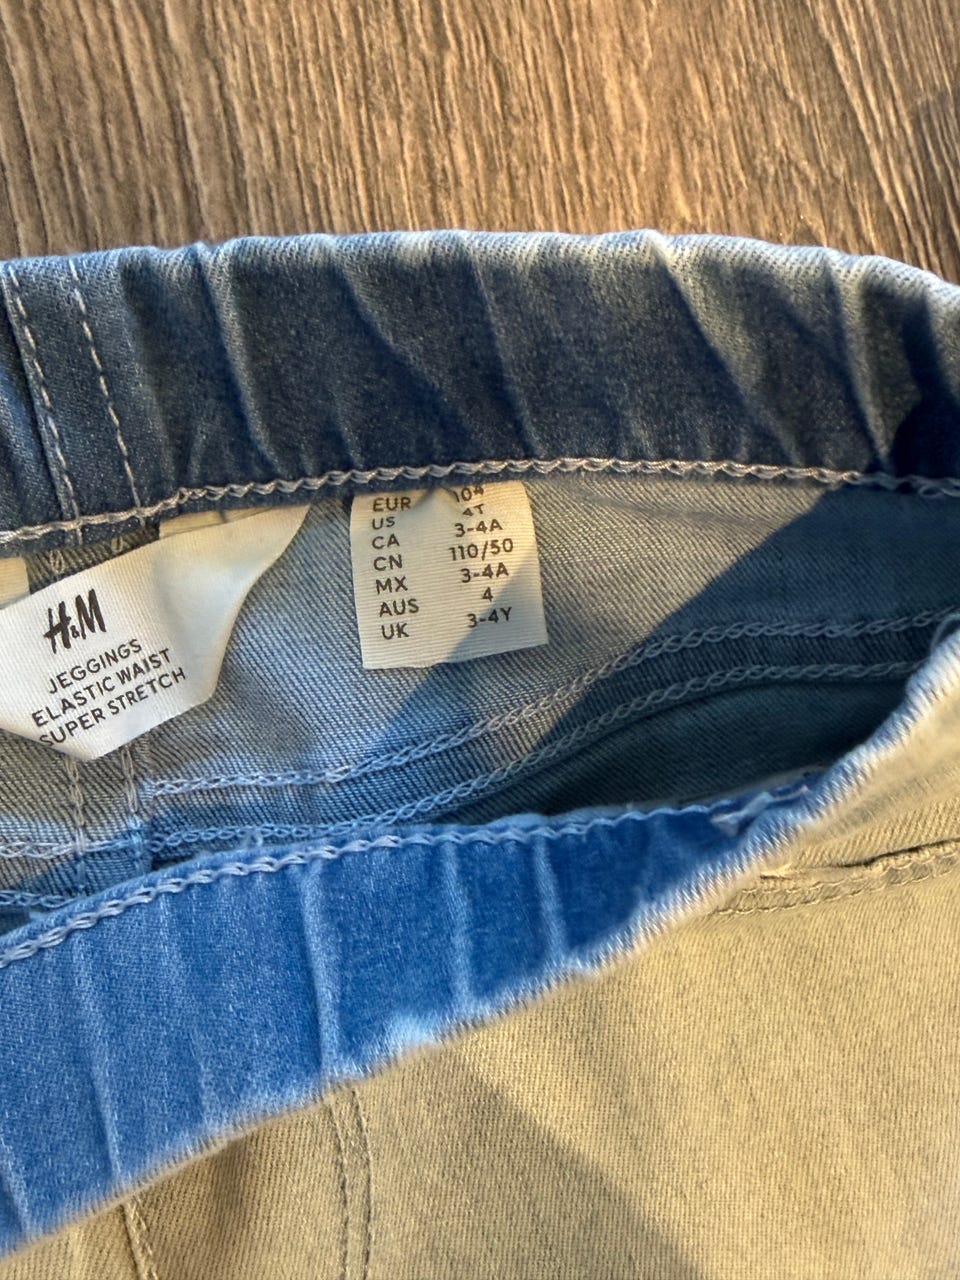 H&M
JEGGINGS
ELASTIC WAIST
SUPER STRETCH
EUR 104
US 4T
CA 3-4A
CN 110/50
MX 3-4A
AUS 4
UK 3-4Y